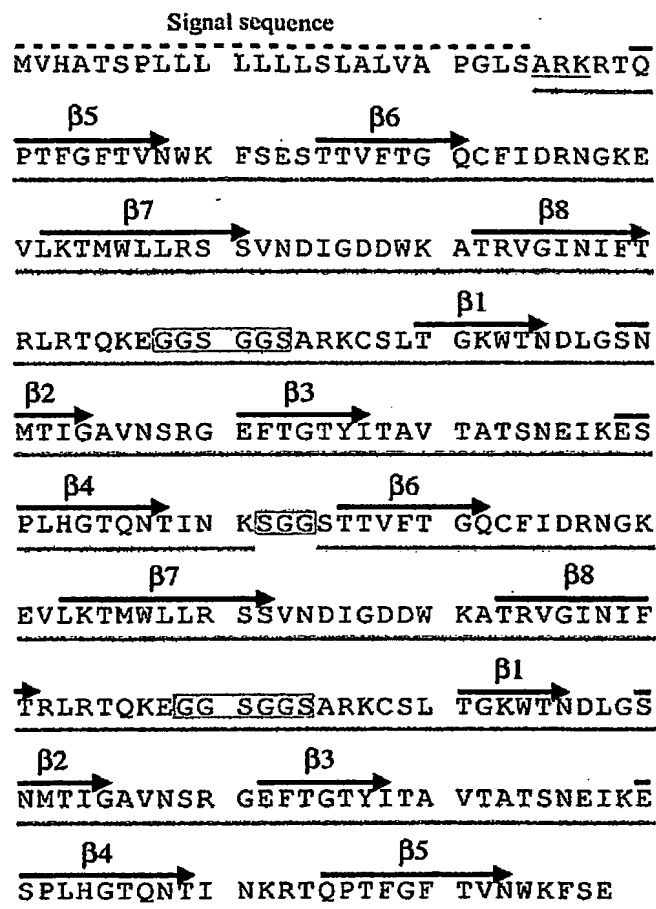 Signal sequence
MVHATSPLLL LLLLSLALVA PGLSARKRTQ
β5 β6
PTFGFTVNWK FSESTTVFTG QCFIDRNGKE
β7 β8
VLKTMWLLRS SVNDIGDDWK ATRVGINIFT
β1
RLRTQKEGGS GGSARKCSLT GKWTNDLGSN
β2 β3
MTIGAVNSRG EFTGTYITAV TATSNEIKES
β4 β6
PLHGTQNTIN KSGGSTTVFT GQCFIDRNGK
β7 β8
EVLKTMWLLR SSVNDIGDDW KATRVGINIF
β1
TRLRTQKEGG SGGSARKCSL TGKWTNDLGS
β2 β3
NMTIGAVNSR GEFTGTYITA VTATSNEIKE
β4 β5
SPLHGTQNTI NKRTQPTFGF TVNWKFSE